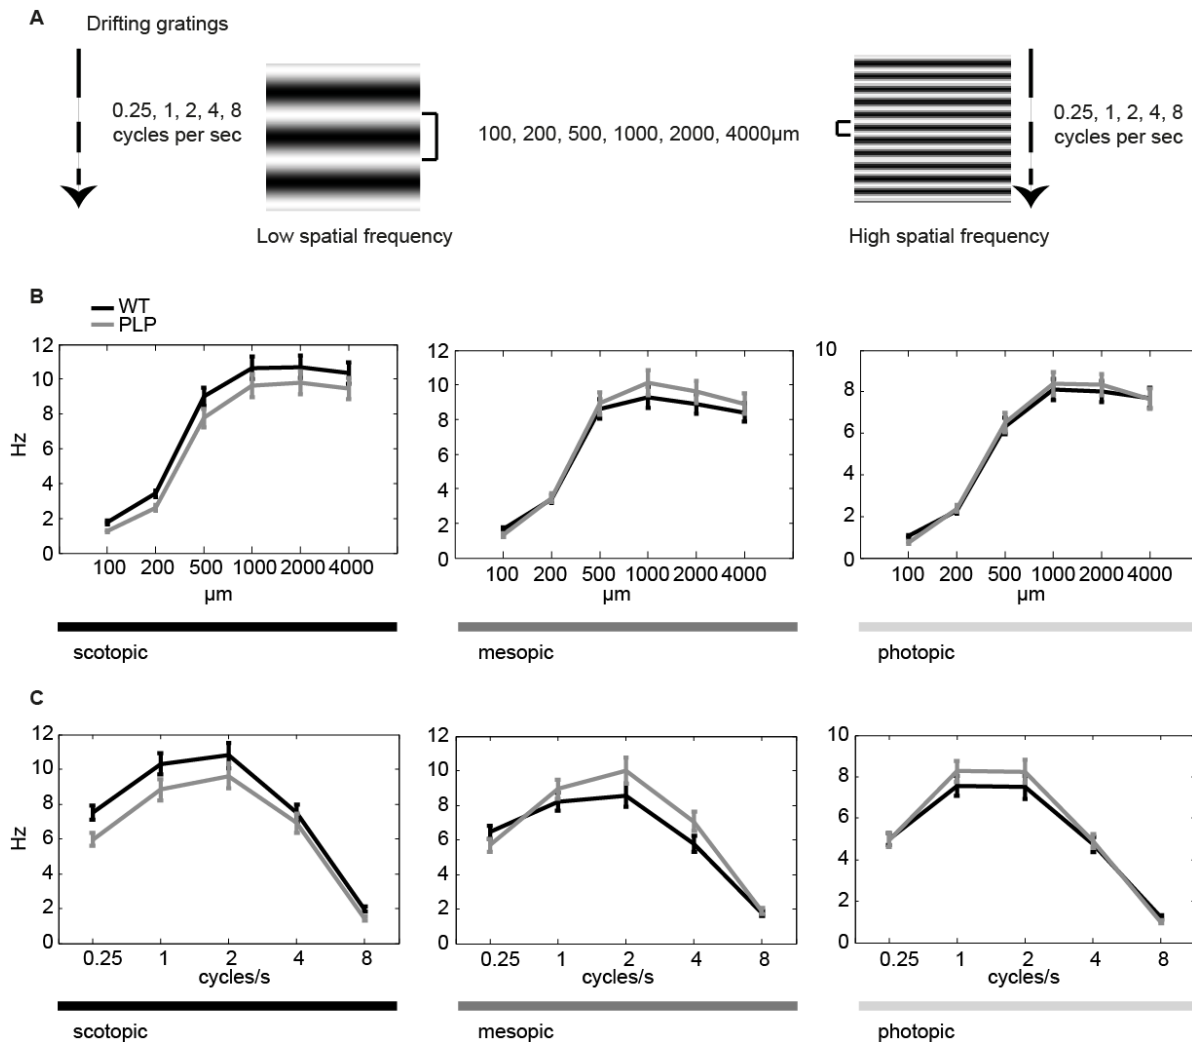 A
Drifting gratings
0.25, 1, 2, 4, 8
cycles per sec
100, 200, 500, 1000, 2000, 4000µm
0.25, 1, 2, 4, 8
cycles per sec
Low spatial frequency
High spatial frequency
B
WT
PLP
12
10
8
6
4
2
0
Hz
100 200 500 1000 2000 4000
µm
scotopic
12
10
8
6
4
2
0
100 200 500 1000 2000 4000
µm
mesopic
10
8
6
4
2
0
100 200 500 1000 2000 4000
µm
photopic
C
12
10
8
6
4
2
0
Hz
0.25 1 2 4 8
cycles/s
scotopic
12
10
8
6
4
2
0
0.25 1 2 4 8
cycles/s
mesopic
10
8
6
4
2
0
0.25 1 2 4 8
cycles/s
photopic